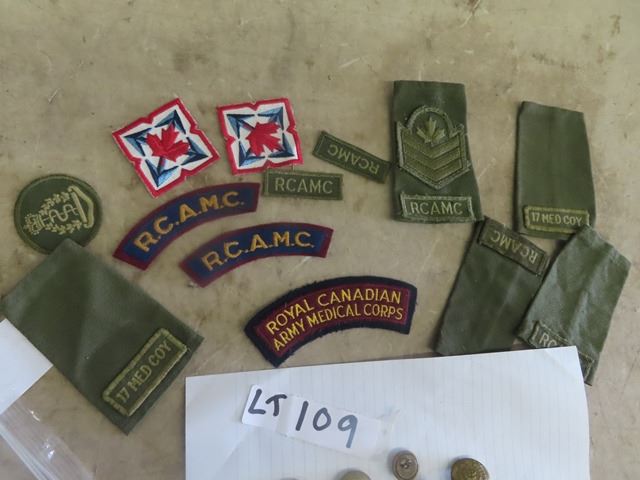 RCAMC
RCAMC
RCAMC
17 MED COY
R.C.A.M.C.
R.C.A.M.C.
RCAMC
ROYAL CANADIAN
ARMY MEDICAL CORPS
17 MED COY
LT 109